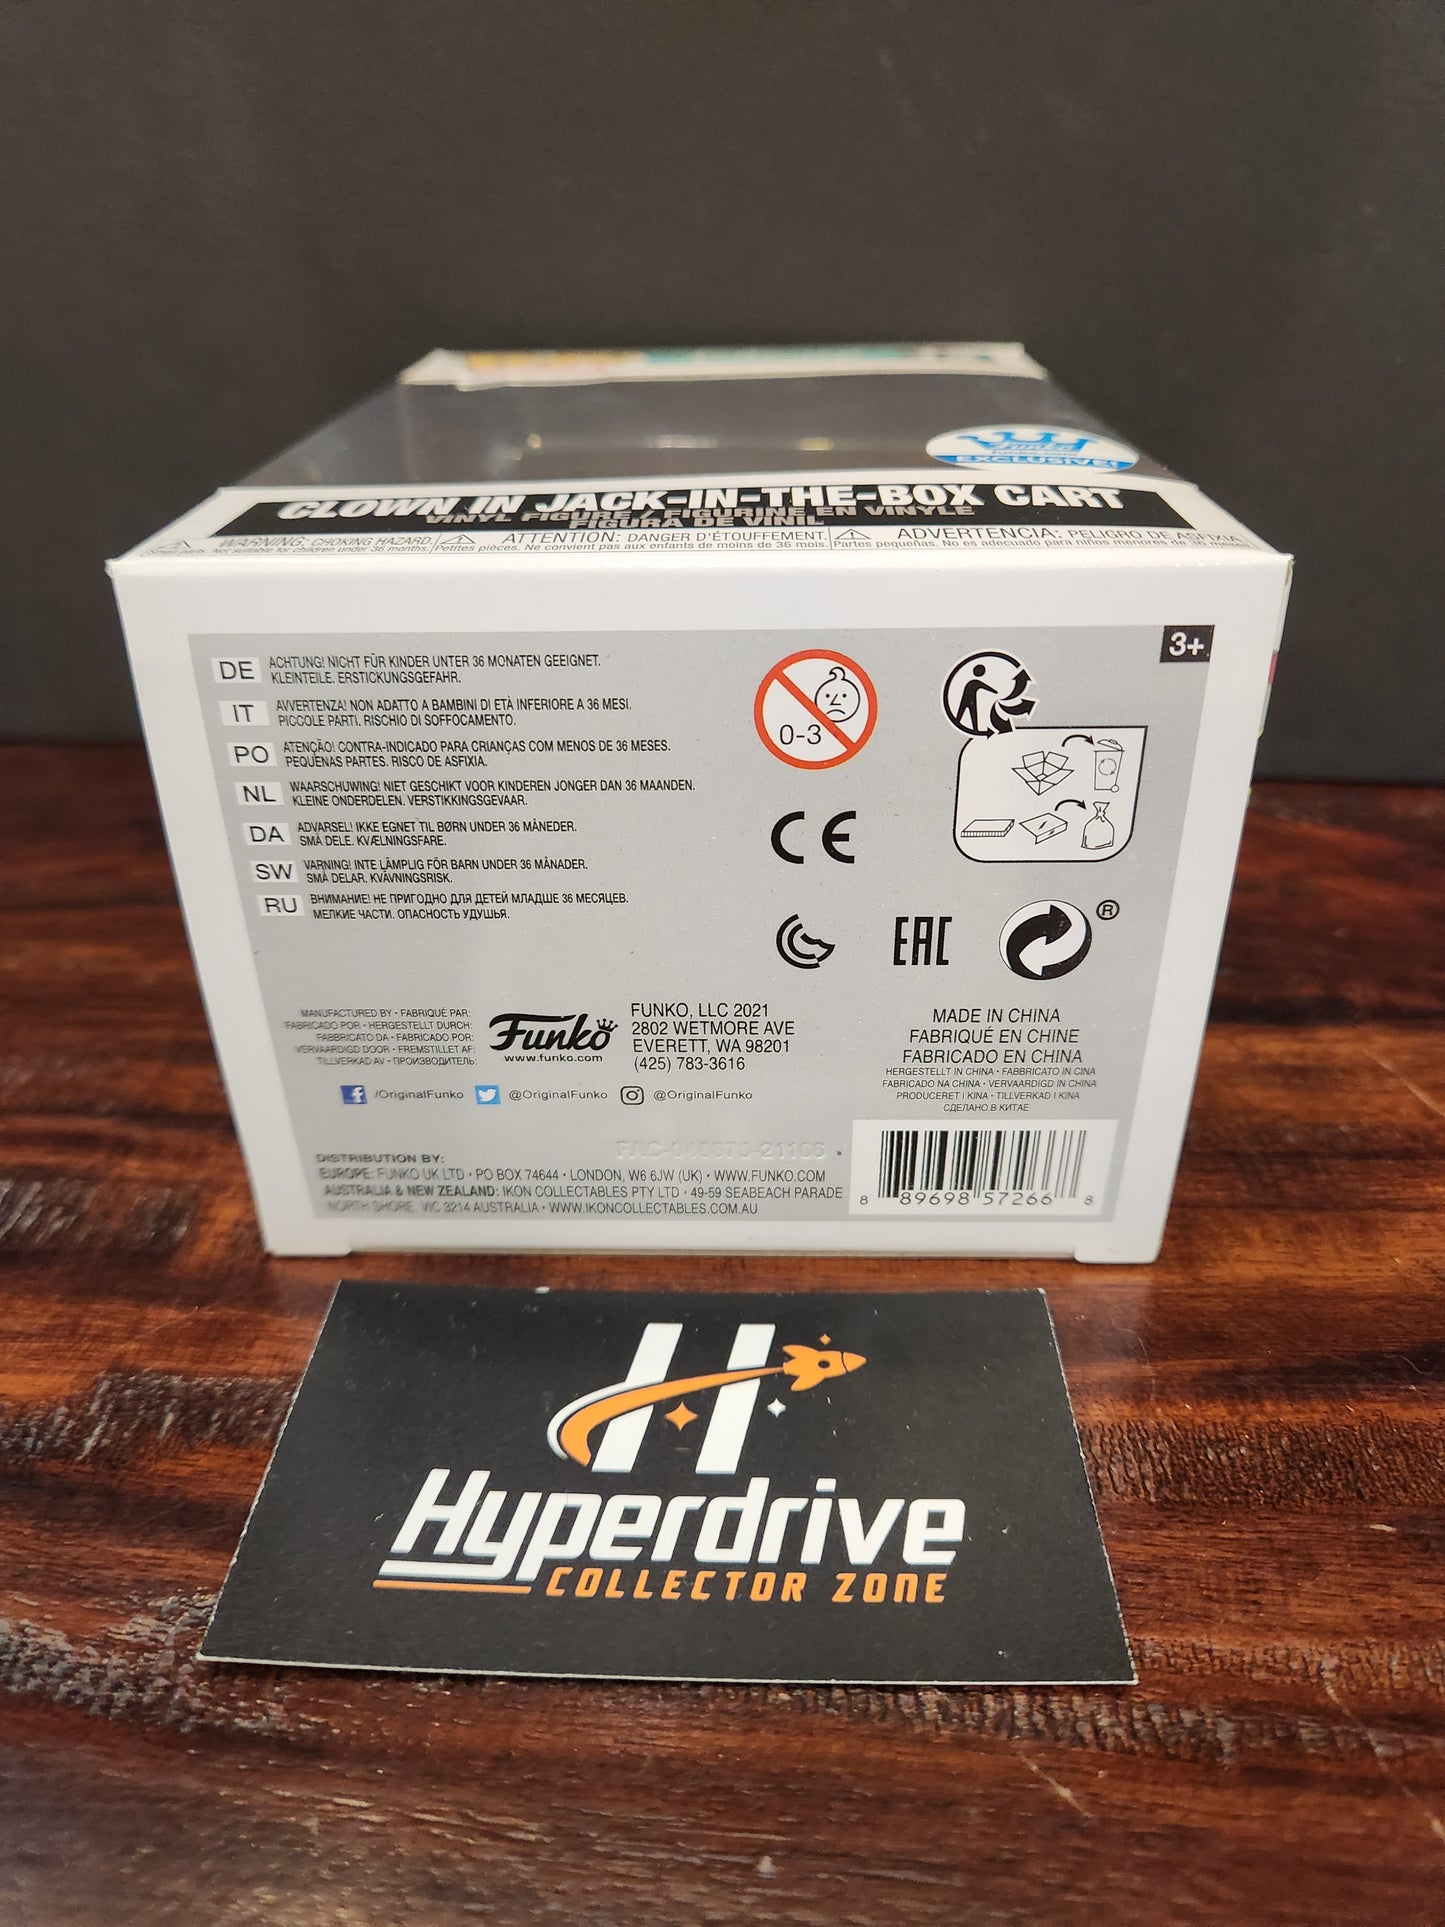 Funko
funko.com
EXCLUSIVE!
CLOWN IN JACK-IN-THE-BOX CART
VINYL FIGURE / FIGURINE EN VINYLE
FIGURA DE VINIL
WARNING: CHOKING HAZARD.
Small parts. Not suitable for children under 36 months.
ATTENTION: DANGER D'ÉTOUFFEMENT.
Petites pièces. Ne convient pas aux enfants de moins de 36 mois.
ADVERTENCIA: PELIGRO DE ASFIXIA
Partes pequeñas. No es adecuado para niños menores de 36 meses
3+
DE ACHTUNG! NICHT FÜR KINDER UNTER 36 MONATEN GEEIGNET.
KLEINTEILE. ERSTICKUNGSGEFAHR.
IT AVVERTENZA! NON ADATTO A BAMBINI DI ETÀ INFERIORE A 36 MESI.
PICCOLE PARTI. RISCHIO DI SOFFOCAMENTO.
PO ATENÇÃO! CONTRA-INDICADO PARA CRIANÇAS COM MENOS DE 36 MESES.
PEQUENAS PARTES. RISCO DE ASFIXIA.
NL WAARSCHUWING! NIET GESCHIKT VOOR KINDEREN JONGER DAN 36 MAANDEN.
KLEINE ONDERDELEN. VERSTIKKINGSGEVAAR.
DA ADVARSEL! IKKE EGNET TIL BØRN UNDER 36 MÅNEDER.
SMÅ DELE. KVÆLNINGSFARE.
SW VARNING! INTE LÄMPLIG FÖR BARN UNDER 36 MÅNADER.
SMÅ DELAR. KVÄVNINGSRISK.
RU ВНИМАНИЕ! НЕ ПРИГОДНО ДЛЯ ДЕТЕЙ МЛАДШЕ 36 МЕСЯЦЕВ.
МЕЛКИЕ ЧАСТИ. ОПАСНОСТЬ УДУШЬЯ.
0-3
CE
EAC
®
MANUFACTURED BY • FABRIQUÉ PAR:
FABRICADO POR • HERGESTELLT DURCH:
FABBRICATO DA • FABRICADO POR:
VERVAARDIGD DOOR • FREMSTILLET AF:
TILLVERKAD AV • ПРОИЗВОДИТЕЛЬ:
Funko
www.funko.com
FUNKO, LLC 2021
2802 WETMORE AVE
EVERETT, WA 98201
(425) 783-3616
MADE IN CHINA
FABRIQUÉ EN CHINE
FABRICADO EN CHINA
HERGESTELLT IN CHINA • FABBRICATO IN CINA
FABRICADO NA CHINA • VERVAARDIGD IN CHINA
PRODUCERET I KINA • TILLVERKAD I KINA
СДЕЛАНО В КИТАЕ
/OriginalFunko @OriginalFunko @OriginalFunko
DISTRIBUTION BY:
EUROPE: FUNKO UK LTD • PO BOX 74644 • LONDON, W6 6JW (UK) • WWW.FUNKO.COM
AUSTRALIA & NEW ZEALAND: IKON COLLECTABLES PTY LTD • 49-59 SEABEACH PARADE
NORTH SHORE, VIC 3214 AUSTRALIA • WWW.IKONCOLLECTABLES.COM.AU
8 89698 57266 8
H
Hyperdrive
COLLECTOR ZONE